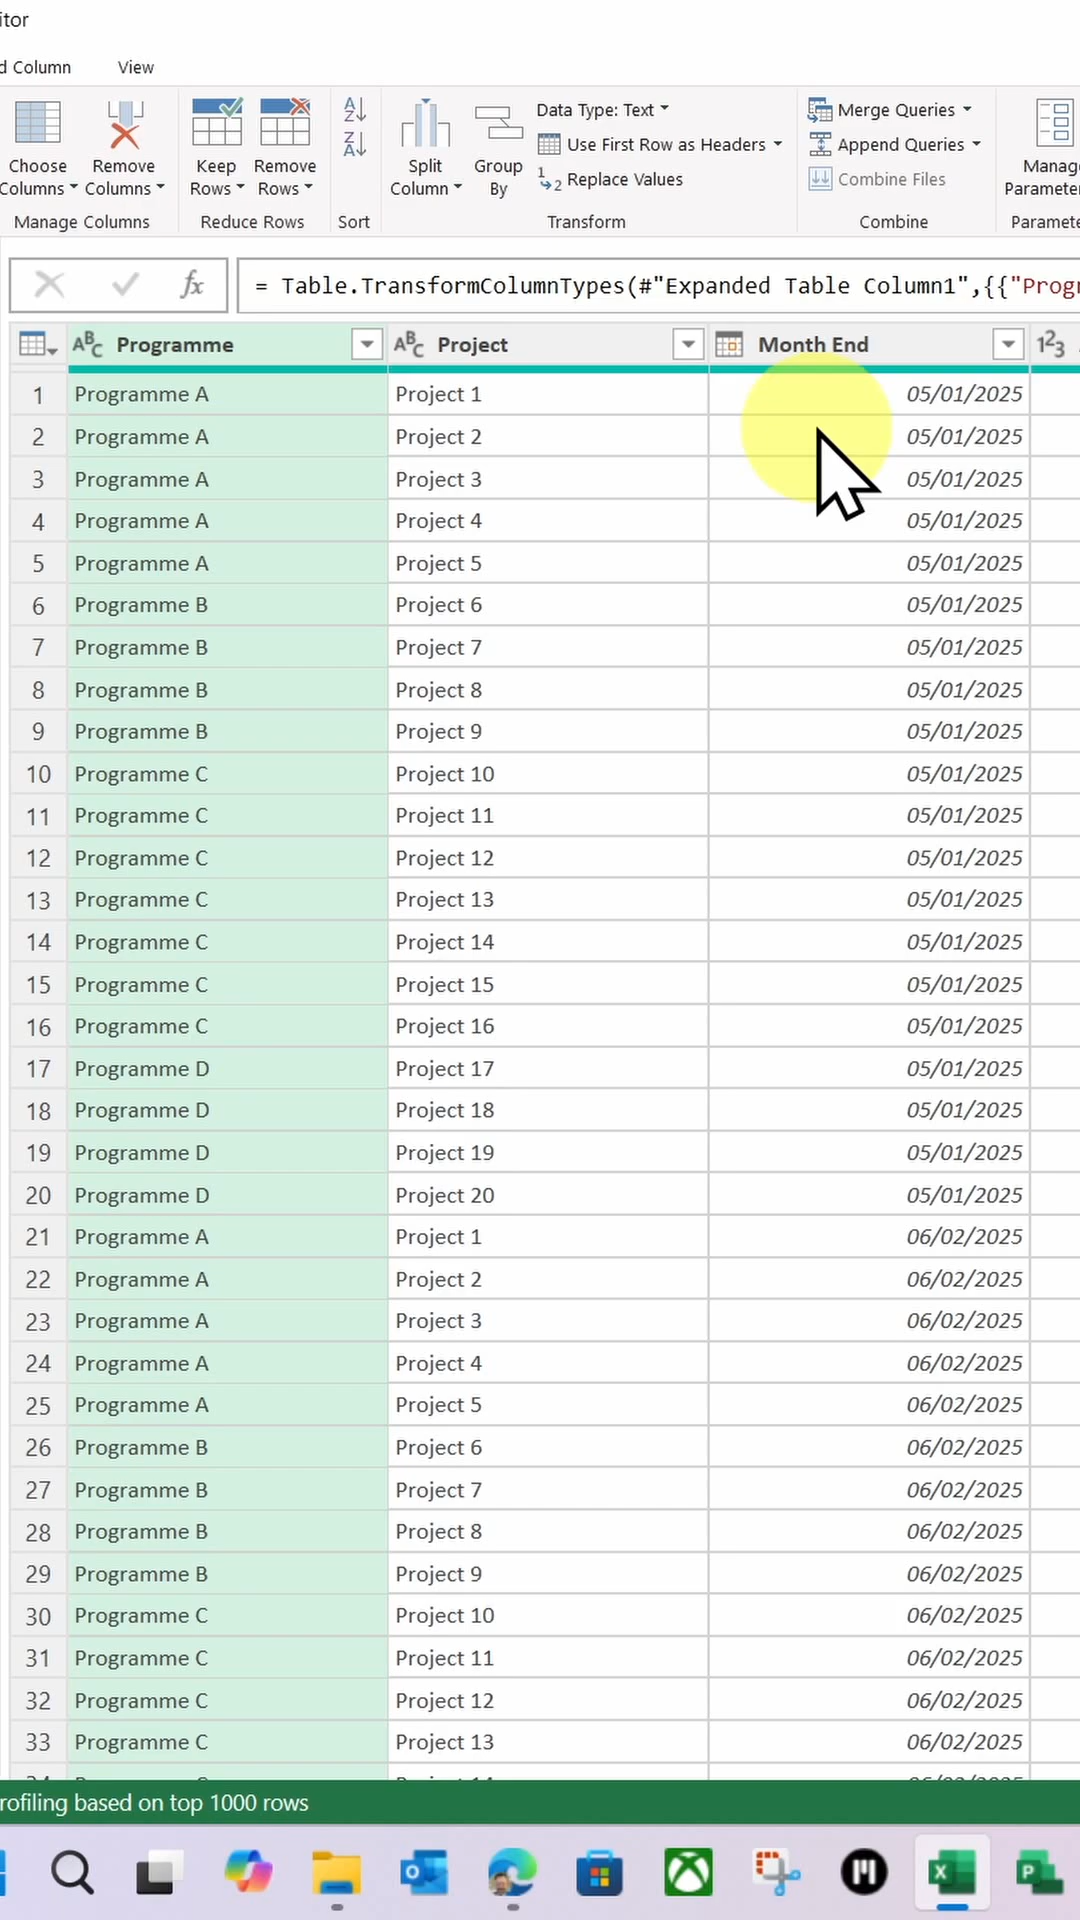 itor
d Column View
Choose Columns
Remove Columns
Manage Columns
Keep Rows
Remove Rows
Reduce Rows
Sort
Split Column
Group By
Data Type: Text
Use First Row as Headers
Replace Values
Transform
Merge Queries
Append Queries
Combine Files
Combine
Manag
Paramete
Paramete
fx = Table.TransformColumnTypes(#"Expanded Table Column1",{{"Progr
Programme Project Month End
1 Programme A Project 1 05/01/2025
2 Programme A Project 2 05/01/2025
3 Programme A Project 3 05/01/2025
4 Programme A Project 4 05/01/2025
5 Programme A Project 5 05/01/2025
6 Programme B Project 6 05/01/2025
7 Programme B Project 7 05/01/2025
8 Programme B Project 8 05/01/2025
9 Programme B Project 9 05/01/2025
10 Programme C Project 10 05/01/2025
11 Programme C Project 11 05/01/2025
12 Programme C Project 12 05/01/2025
13 Programme C Project 13 05/01/2025
14 Programme C Project 14 05/01/2025
15 Programme C Project 15 05/01/2025
16 Programme C Project 16 05/01/2025
17 Programme D Project 17 05/01/2025
18 Programme D Project 18 05/01/2025
19 Programme D Project 19 05/01/2025
20 Programme D Project 20 05/01/2025
21 Programme A Project 1 06/02/2025
22 Programme A Project 2 06/02/2025
23 Programme A Project 3 06/02/2025
24 Programme A Project 4 06/02/2025
25 Programme A Project 5 06/02/2025
26 Programme B Project 6 06/02/2025
27 Programme B Project 7 06/02/2025
28 Programme B Project 8 06/02/2025
29 Programme B Project 9 06/02/2025
30 Programme C Project 10 06/02/2025
31 Programme C Project 11 06/02/2025
32 Programme C Project 12 06/02/2025
33 Programme C Project 13 06/02/2025
rofiling based on top 1000 rows